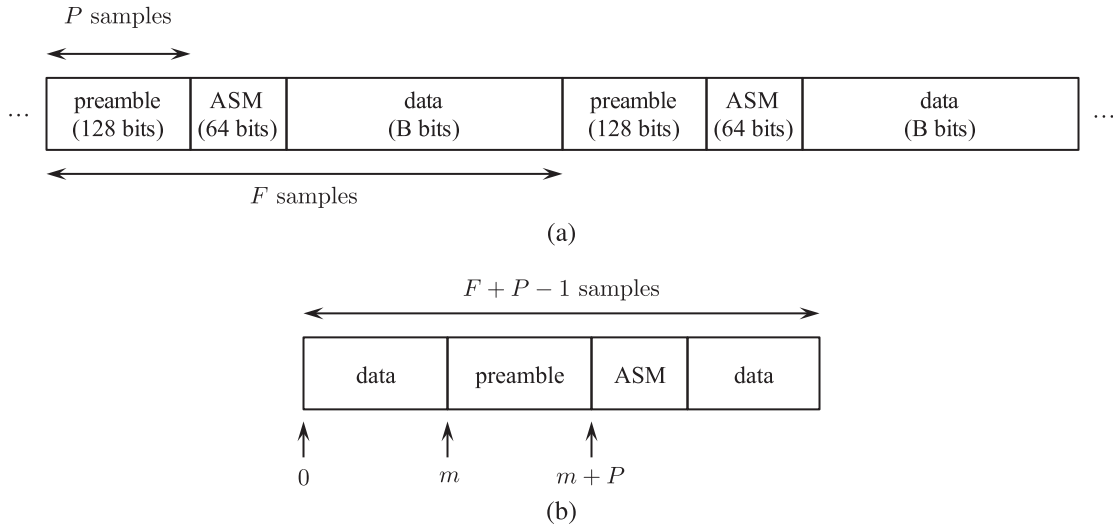 P samples
... preamble ASM data preamble ASM data ...
(128 bits) (64 bits) (B bits) (128 bits) (64 bits) (B bits)
F samples
(a)
F + P − 1 samples
data preamble ASM data
0 m m + P
(b)